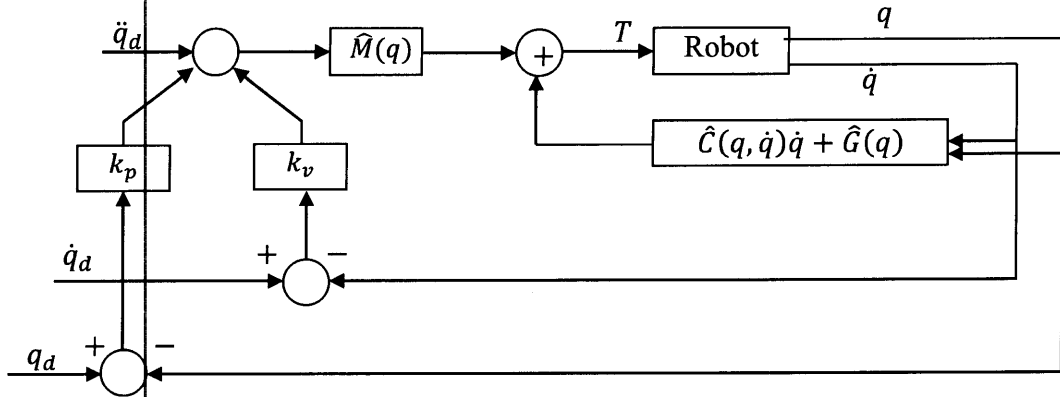 q̈_d
M̂(q)
+
T
Robot
q
q̇
Ĉ(q, q̇)q̇ + Ĝ(q)
k_p
k_v
q̇_d
+
−
q_d
+
−